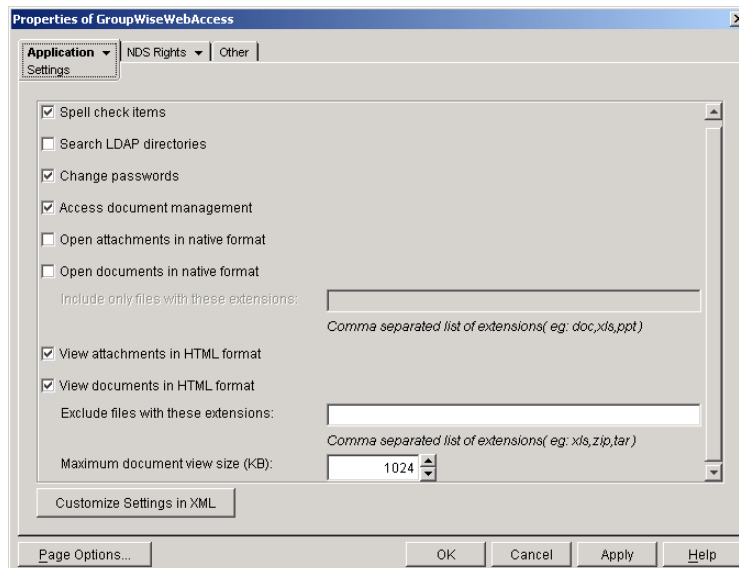 Properties of GroupWiseWebAccess
Application NDS Rights Other
Settings
Spell check items
Search LDAP directories
Change passwords
Access document management
Open attachments in native format
Open documents in native format
Include only files with these extensions:
Comma separated list of extensions( eg: doc,xls,ppt )
View attachments in HTML format
View documents in HTML format
Exclude files with these extensions:
Comma separated list of extensions( eg: xls,zip,tar )
Maximum document view size (KB): 1024
Customize Settings in XML
Page Options... OK Cancel Apply Help